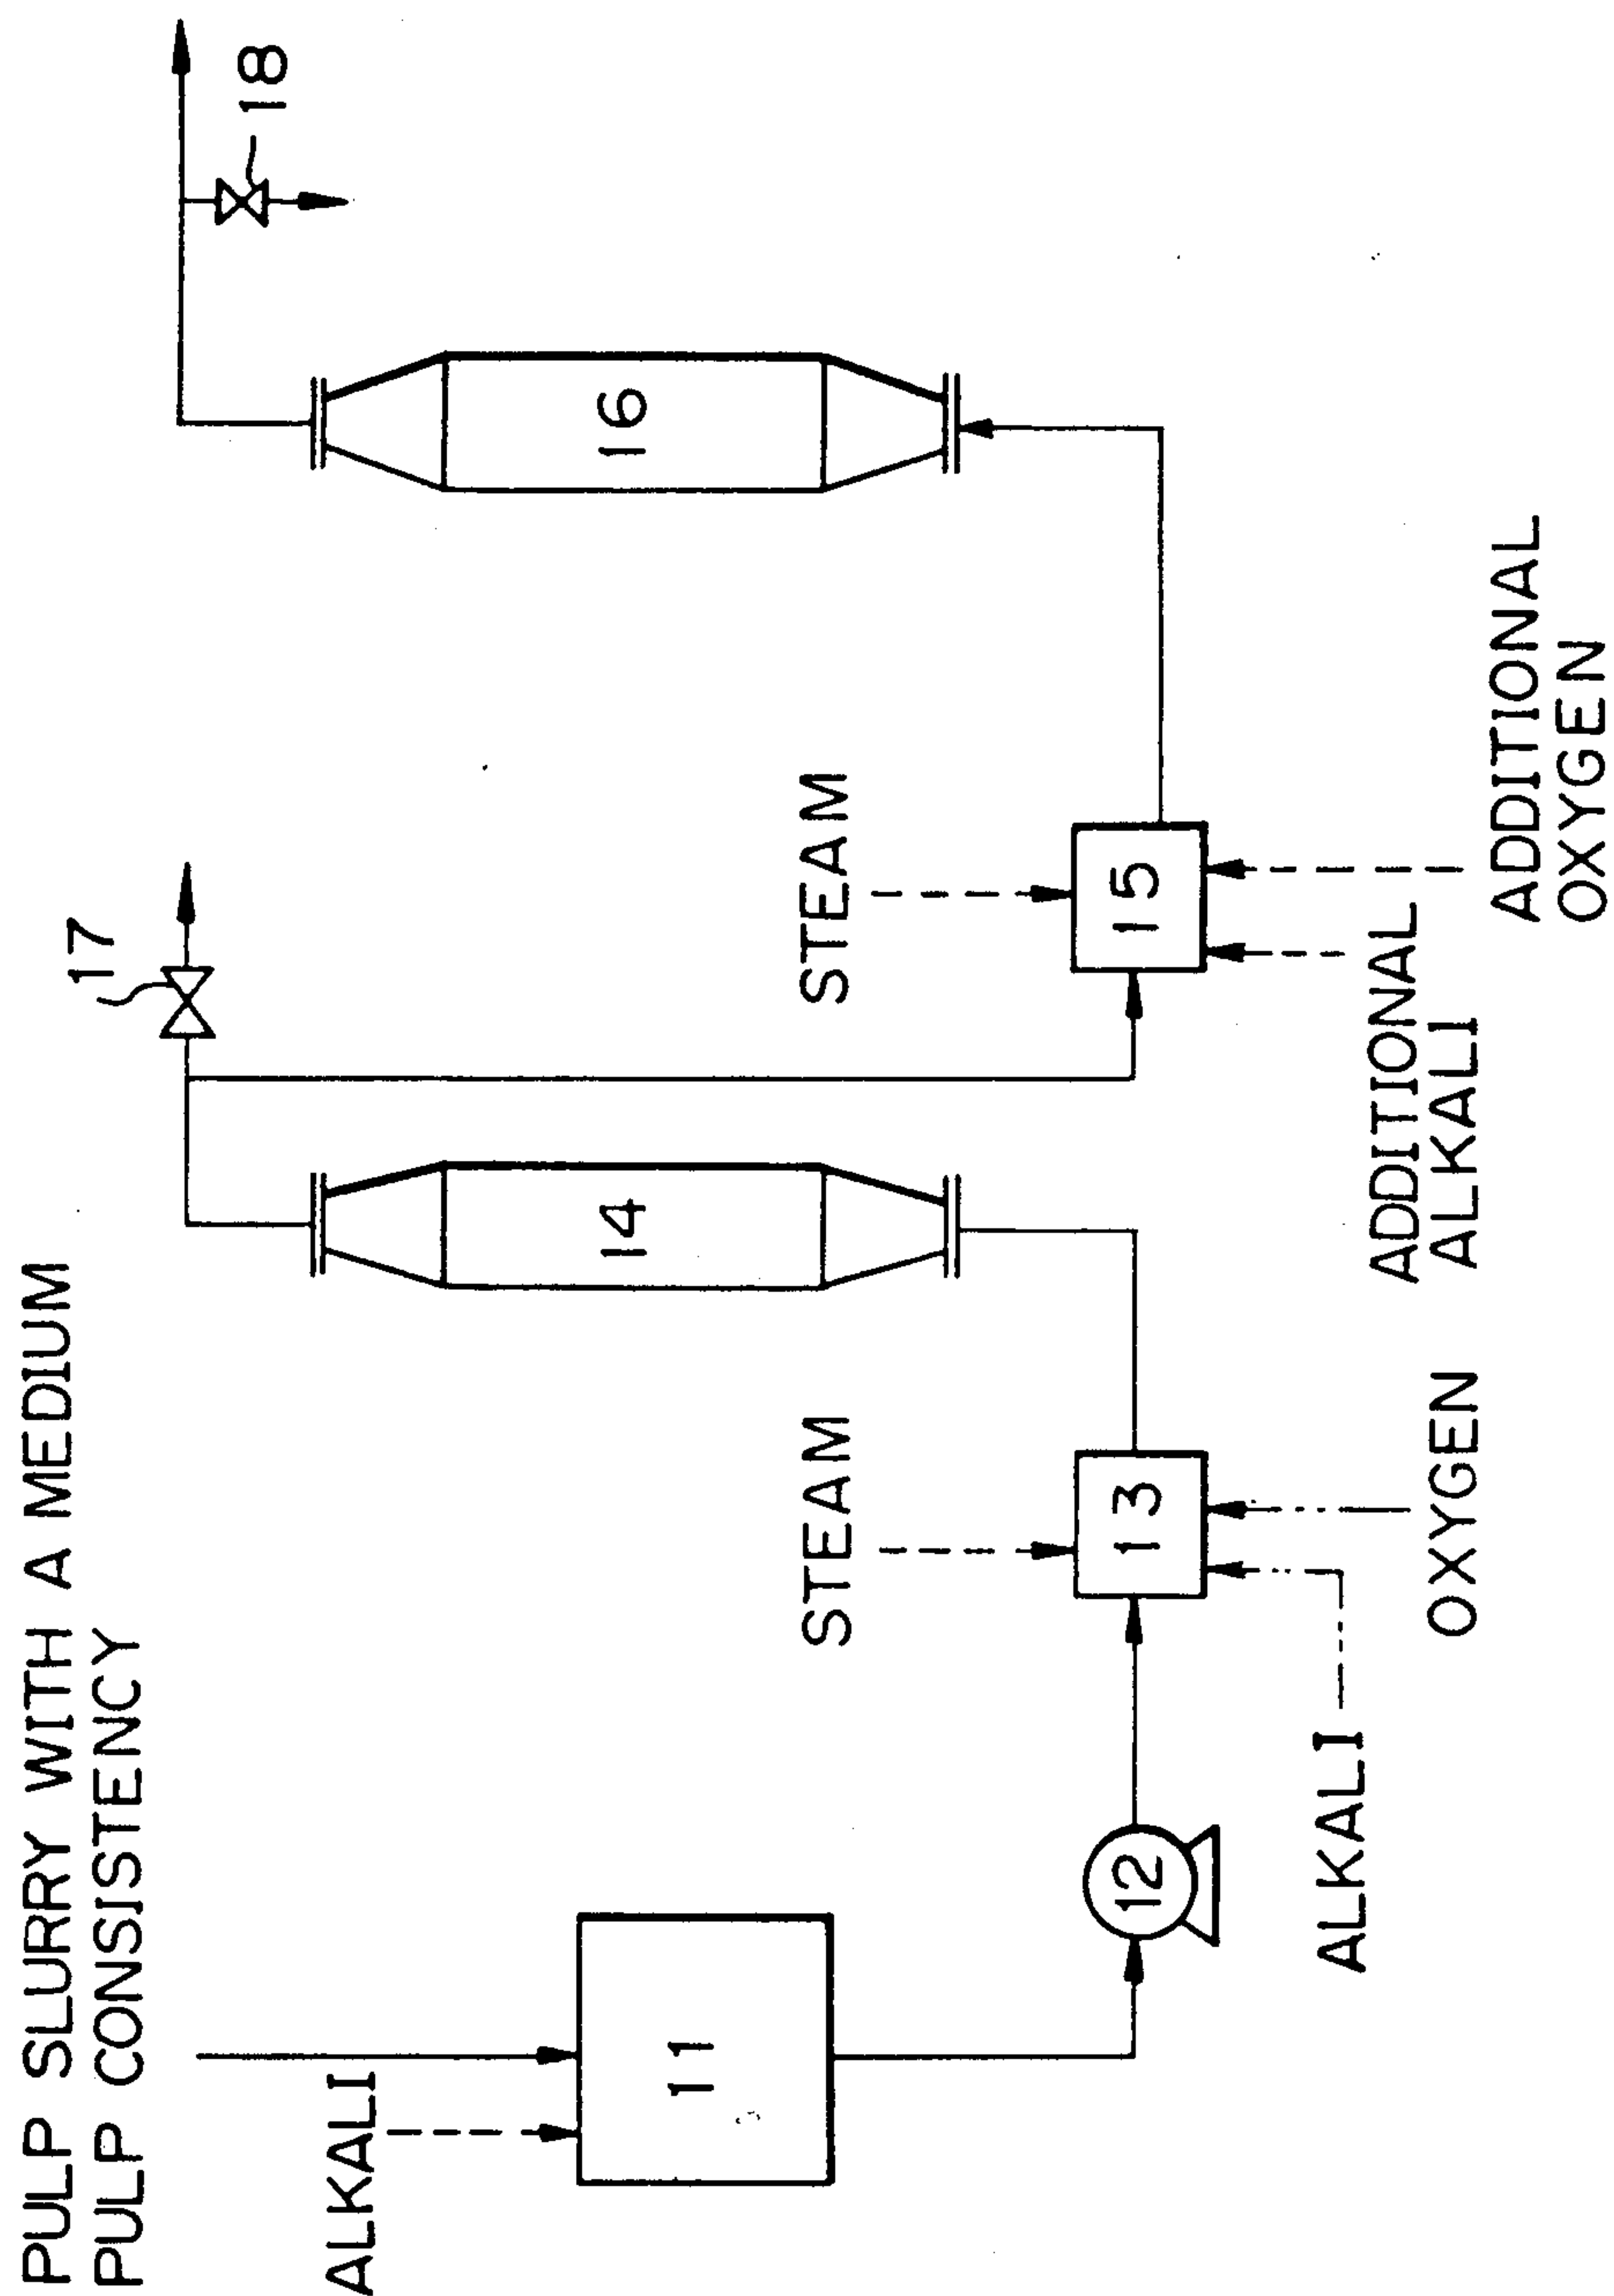 PULP SLURRY WITH A MEDIUM
PULP CONSISTENCY
ALKALI
11
12
ALKALI
STEAM
13
OXYGEN
14
17
STEAM
15
ADDITIONAL
ALKALI
ADDITIONAL
OXYGEN
16
18